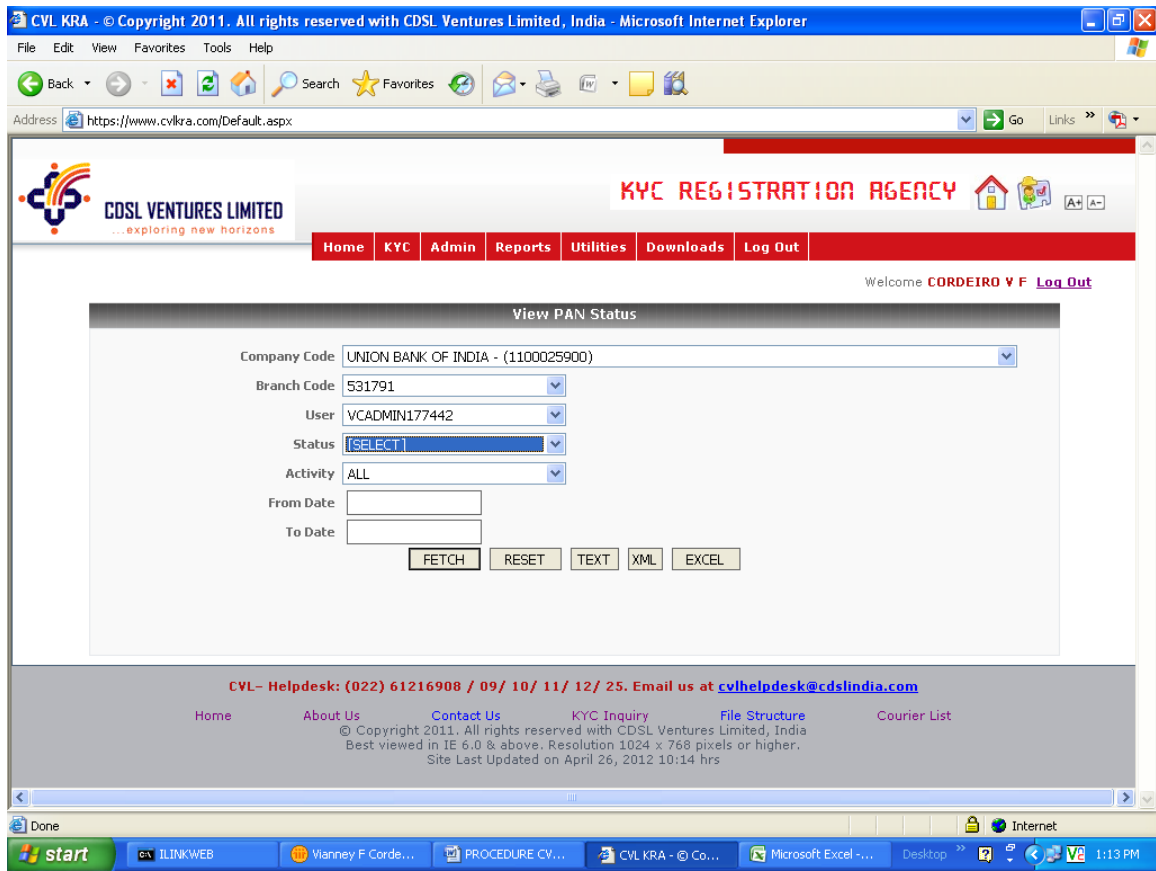 CVL KRA - © Copyright 2011. All rights reserved with CDSL Ventures Limited, India - Microsoft Internet Explorer
File Edit View Favorites Tools Help
Back Search Favorites
Address https://www.cvlkra.com/Default.aspx Go Links »
CDSL VENTURES LIMITED
...exploring new horizons
KYC REGISTRATION AGENCY A+ A-
Home KYC Admin Reports Utilities Downloads Log Out
Welcome CORDEIRO V F Log Out
View PAN Status
Company Code UNION BANK OF INDIA - (1100025900)
Branch Code 531791
User VCADMIN177442
Status [SELECT]
Activity ALL
From Date
To Date
FETCH RESET TEXT XML EXCEL
CVL- Helpdesk: (022) 61216908 / 09/ 10/ 11/ 12/ 25. Email us at cvlhelpdesk@cdslindia.com
Home About Us Contact Us KYC Inquiry File Structure Courier List
© Copyright 2011. All rights reserved with CDSL Ventures Limited, India
Best viewed in IE 6.0 & above. Resolution 1024 x 768 pixels or higher.
Site Last Updated on April 26, 2012 10:14 hrs
Done Internet
start ILINKWEB Vianney F Corde... PROCEDURE CV... CVL KRA - © Co... Microsoft Excel -... Desktop » 1:13 PM